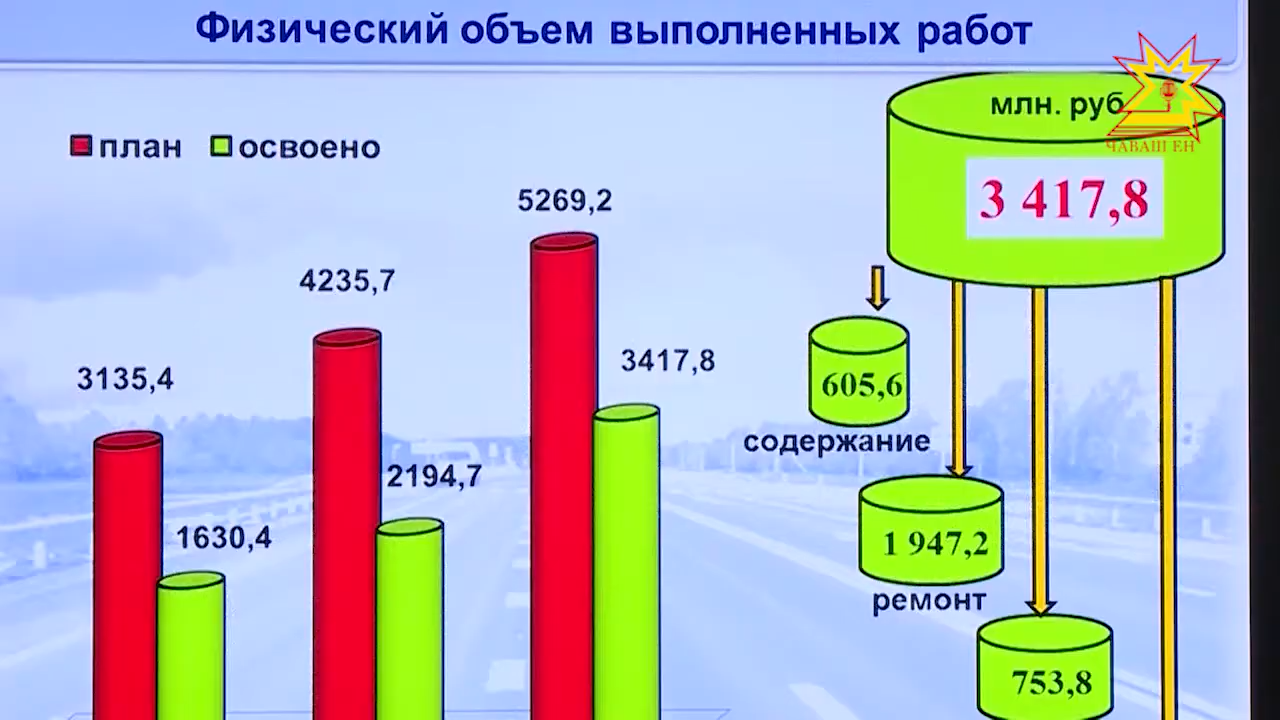 Физический объем выполненных работ
млн. руб
ЧАВАШ ЕН
план освоено
3 417,8
5269,2
4235,7
3135,4
3417,8
605,6
содержание
2194,7
1630,4
1 947,2
ремонт
753,8